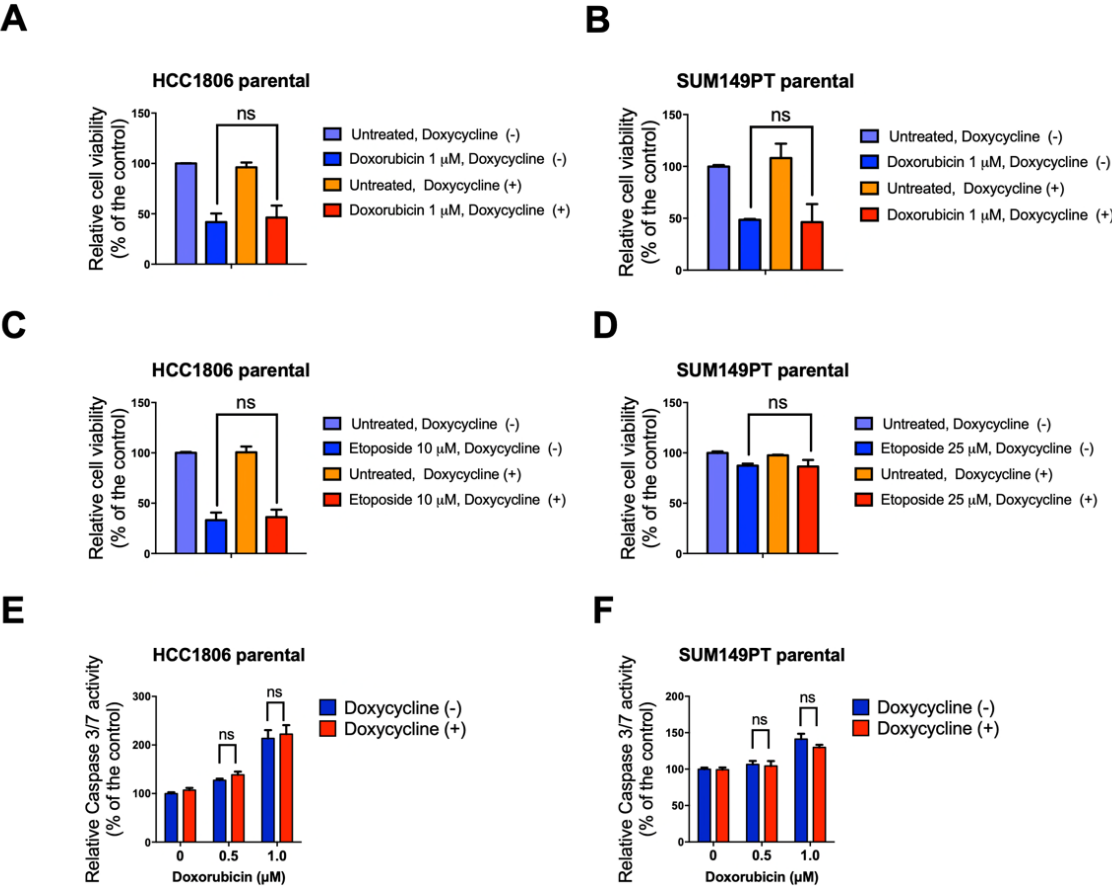 A
HCC1806 parental
Relative cell viability
(% of the control)
150
100
50
0
ns
Untreated, Doxycycline (-)
Doxorubicin 1 μM, Doxycycline (-)
Untreated, Doxycycline (+)
Doxorubicin 1 μM, Doxycycline (+)
B
SUM149PT parental
Relative cell viability
(% of the control)
150
100
50
0
ns
Untreated, Doxycycline (-)
Doxorubicin 1 μM, Doxycycline (-)
Untreated, Doxycycline (+)
Doxorubicin 1 μM, Doxycycline (+)
C
HCC1806 parental
Relative cell viability
(% of the control)
150
100
50
0
ns
Untreated, Doxycycline (-)
Etoposide 10 μM, Doxycycline (-)
Untreated, Doxycycline (+)
Etoposide 10 μM, Doxycycline (+)
D
SUM149PT parental
Relative cell viability
(% of the control)
150
100
50
0
ns
Untreated, Doxycycline (-)
Etoposide 25 μM, Doxycycline (-)
Untreated, Doxycycline (+)
Etoposide 25 μM, Doxycycline (+)
E
HCC1806 parental
Relative Caspase 3/7 activity
(% of the control)
300
200
100
0
ns
ns
Doxycycline (-)
Doxycycline (+)
0 0.5 1.0
Doxorubicin (μM)
F
SUM149PT parental
Relative Caspase 3/7 activity
(% of the control)
200
150
100
50
0
ns
ns
Doxycycline (-)
Doxycycline (+)
0 0.5 1.0
Doxorubicin (μM)